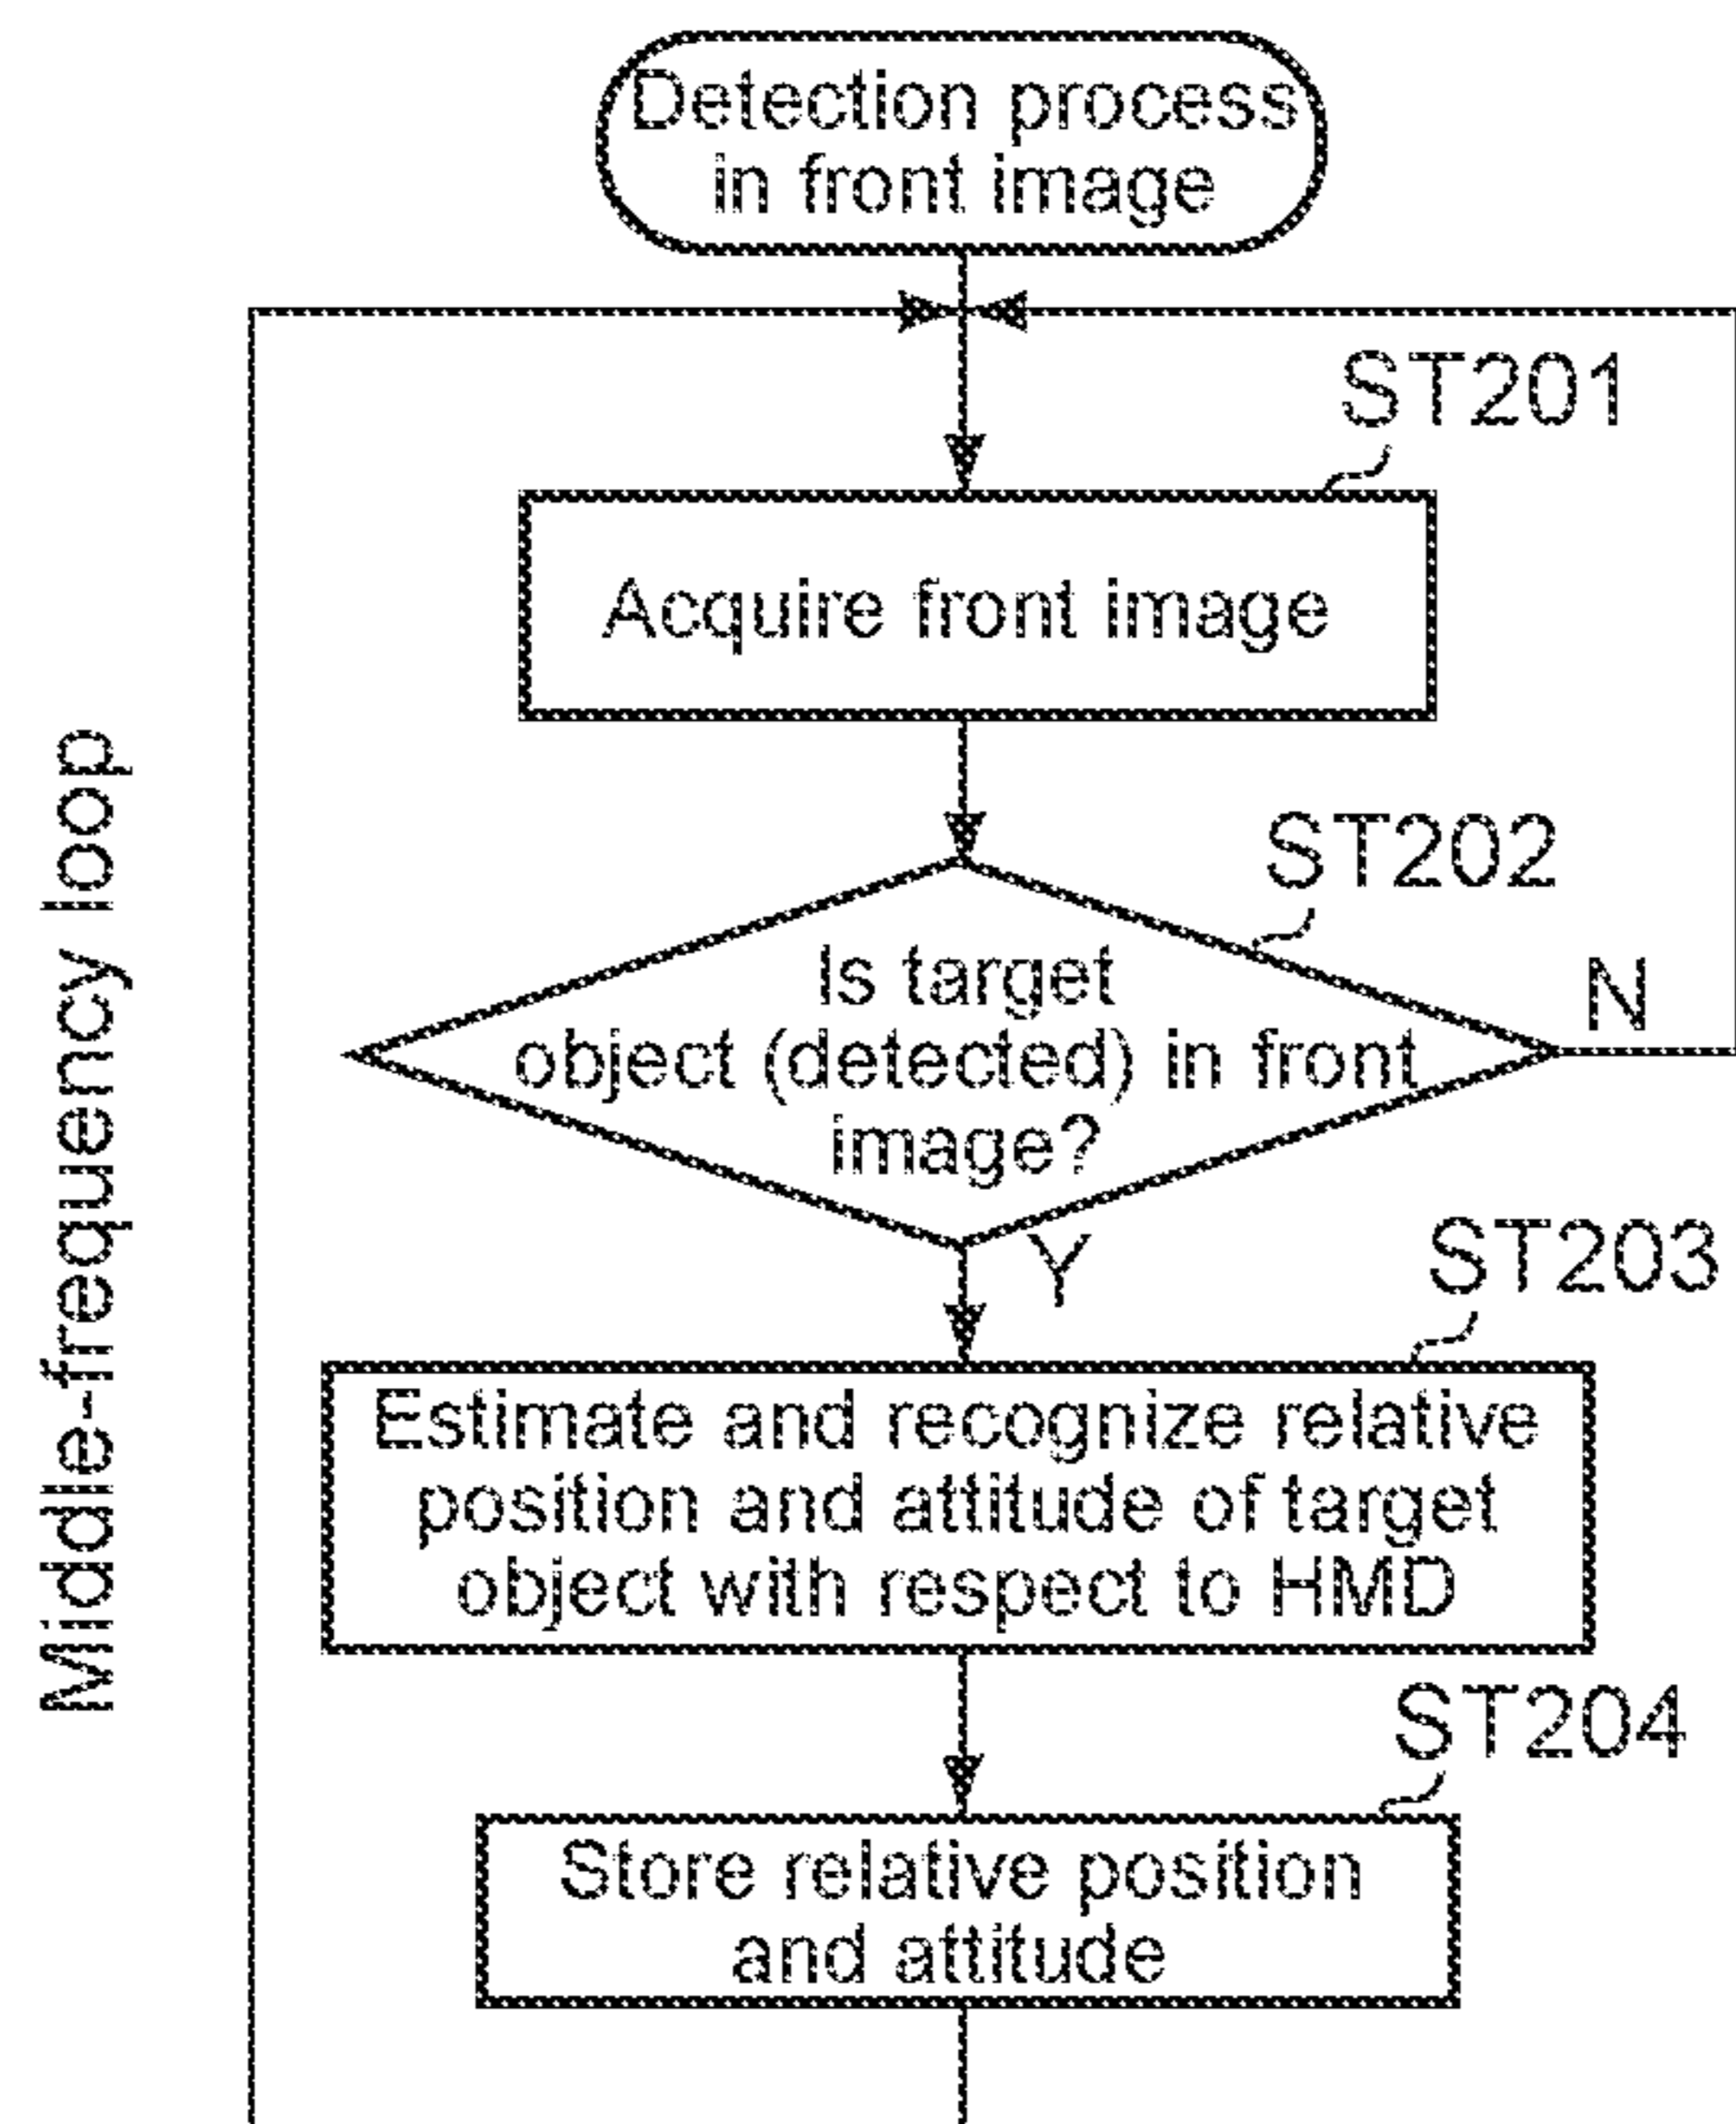 Detection process
in front image
ST201
Acquire front image
ST202
Is target
object (detected) in front
image?
N
Y
ST203
Estimate and recognize relative
position and attitude of target
object with respect to HMD
ST204
Store relative position
and attitude
Middle-frequency loop